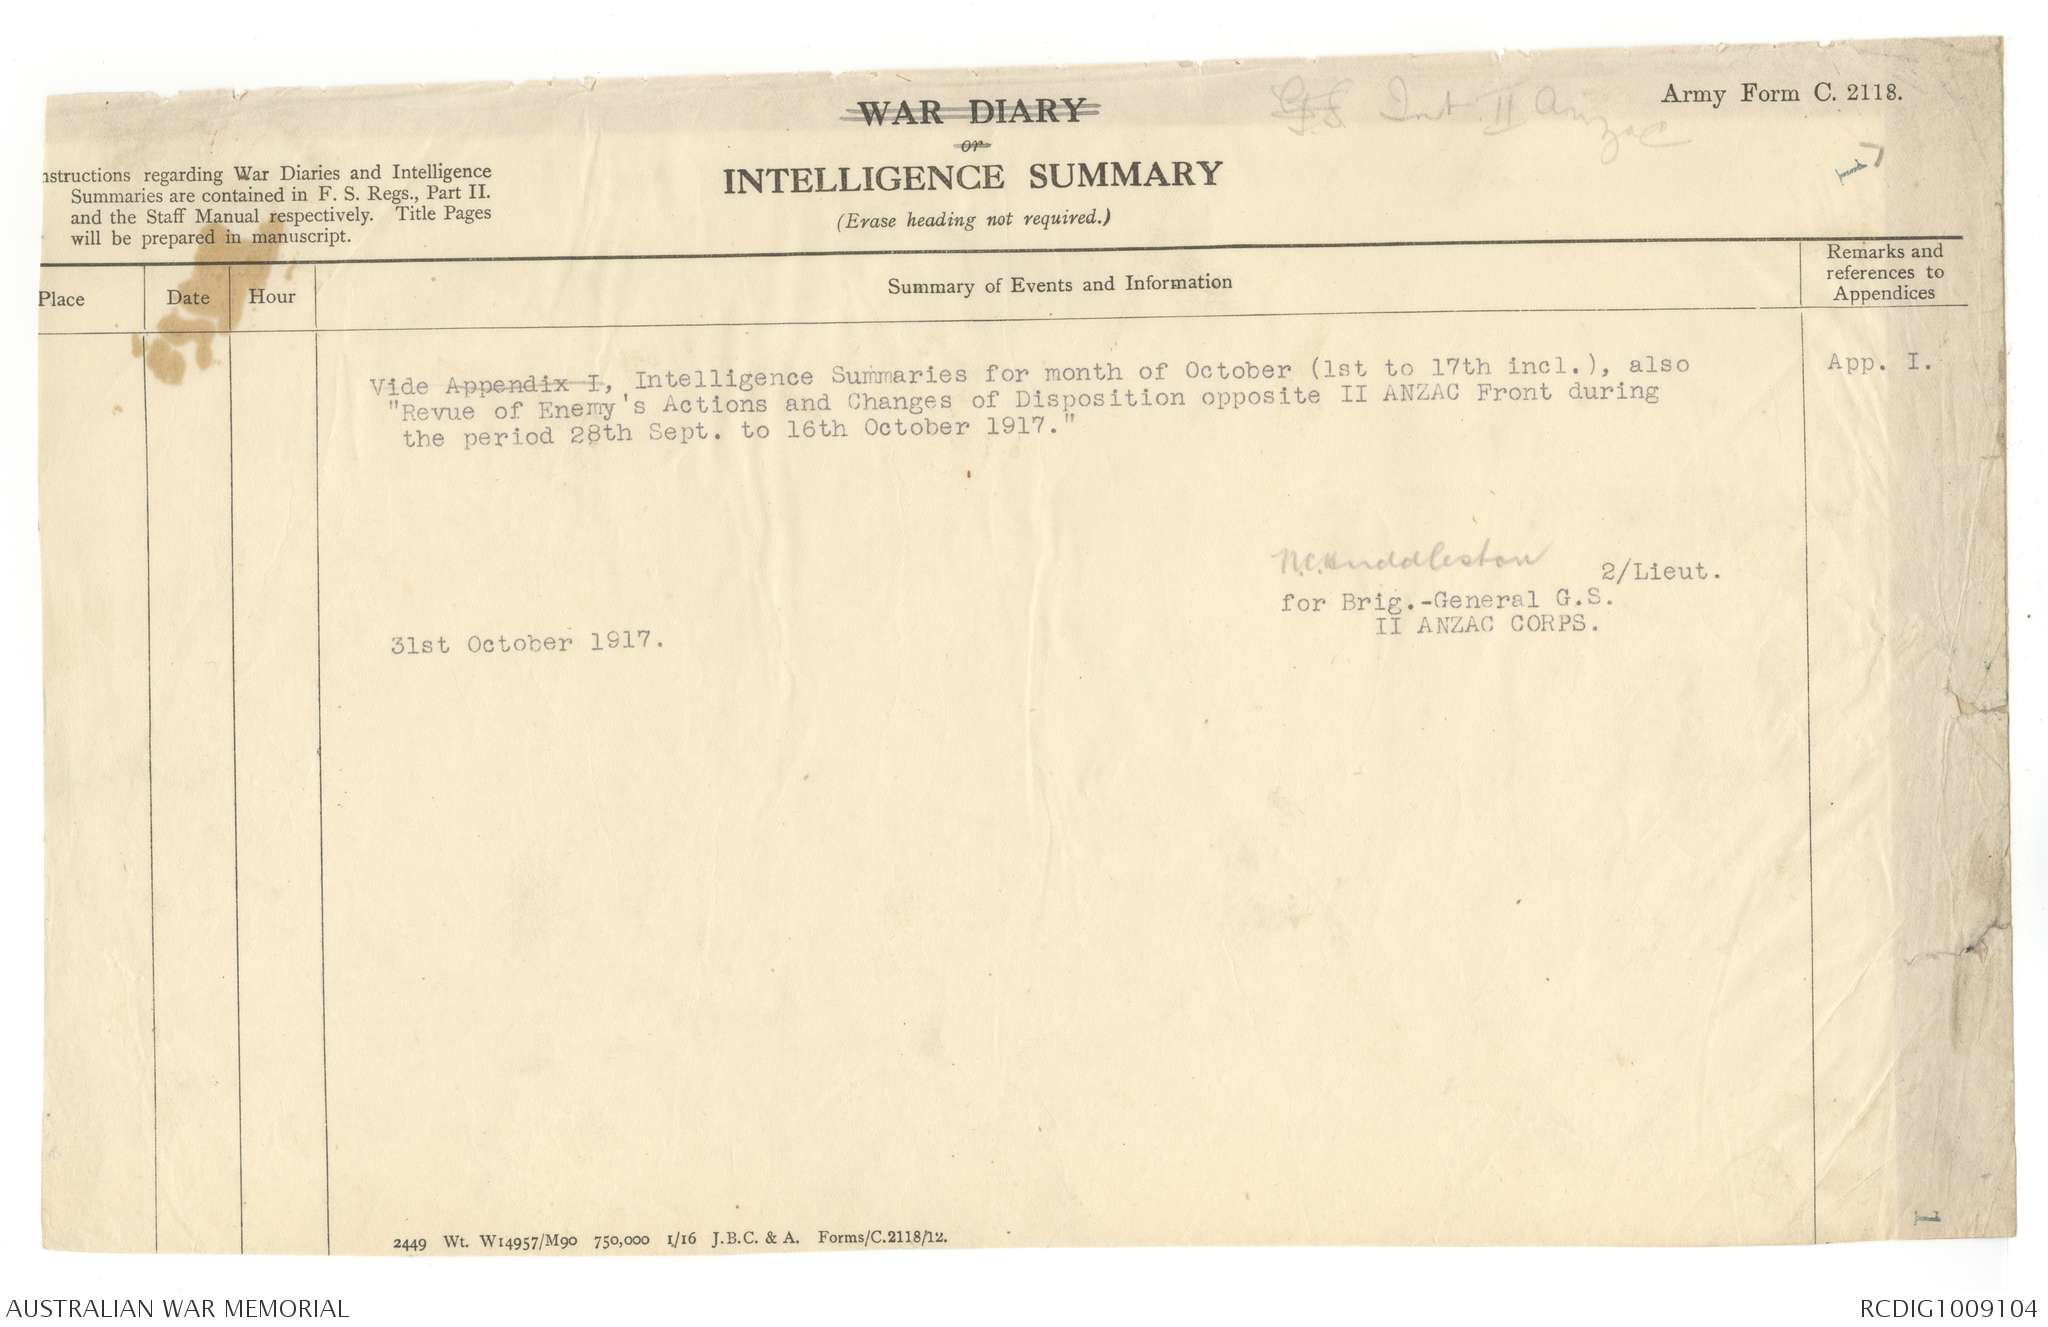 WAR DIARY
or
INTELLIGENCE SUMMARY
(Erase heading not required.)
Int. II Anzac
Army Form C. 2118.
nstructions regarding War Diaries and Intelligence
Summaries are contained in F. S. Regs., Part II.
and the Staff Manual respectively. Title Pages
will be prepared in manuscript.
Place
Date
Hour
Summary of Events and Information
Remarks and
references to
Appendices
Vide Appendix I, Intelligence Summaries for month of October (1st to 17th incl.), also
"Revue of Enemy's Actions and Changes of Disposition opposite II ANZAC Front during
the period 28th Sept. to 16th October 1917."
App. I.
N.C. Huddleston 2/Lieut.
for Brig.-General G.S.
II ANZAC CORPS.
31st October 1917.
2449 Wt. W14957/M90 750,000 1/16 J.B.C. & A. Forms/C.2118/12.
AUSTRALIAN WAR MEMORIAL
RCDIG1009104